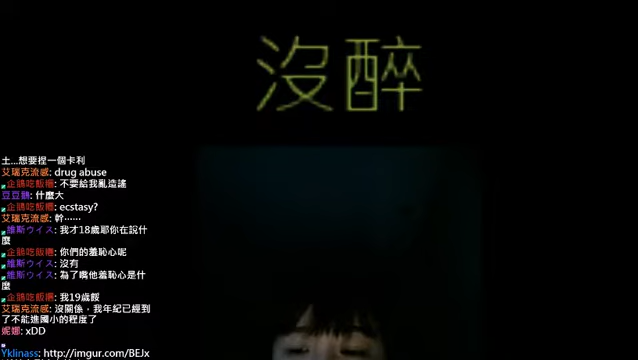 沒醉
土...想要捏一個卡利
艾瑞克流感: drug abuse
企鵝吃飯糰: 不要給我亂造謠
豆豆鵝: 什麼大
企鵝吃飯糰: ecstasy?
艾瑞克流感: 幹……
維斯ウイス: 我才18歲耶你在說什
麼
企鵝吃飯糰: 你們的羞恥心呢
維斯ウイス: 沒有
維斯ウイス: 為了嘴他羞恥心是什
麼
企鵝吃飯糰: 我19歲餒
艾瑞克流感: 沒關係，我年紀已經到
了不能進國小的程度了
妮娜: xDD
Yklinass: http://imgur.com/BEJx